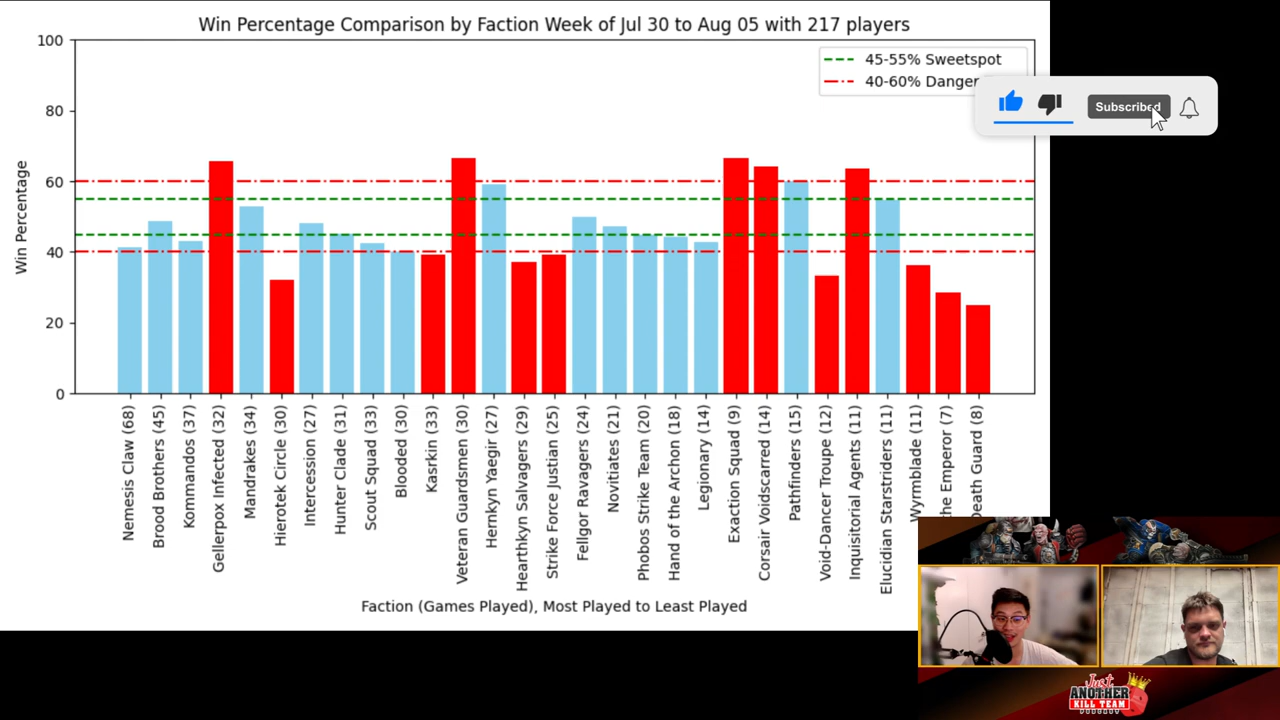 Win Percentage Comparison by Faction Week of Jul 30 to Aug 05 with 217 players
45-55% Sweetspot
40-60% Danger
Subscribed
Win Percentage
100
80
60
40
20
0
Nemesis Claw (68)
Brood Brothers (45)
Kommandos (37)
Gellerpox Infected (32)
Mandrakes (34)
Hierotek Circle (30)
Intercession (27)
Hunter Clade (31)
Scout Squad (33)
Blooded (30)
Kasrkin (33)
Veteran Guardsmen (30)
Hernkyn Yaegir (27)
Hearthkyn Salvagers (29)
Strike Force Justian (25)
Fellgor Ravagers (24)
Novitiates (21)
Phobos Strike Team (20)
Hand of the Archon (18)
Legionary (14)
Exaction Squad (9)
Corsair Voidscarred (14)
Pathfinders (15)
Void-Dancer Troupe (12)
Inquisitorial Agents (11)
Elucidian Starstriders (11)
Wyrmblade (11)
the Emperor (7)
Death Guard (8)
Faction (Games Played), Most Played to Least Played
Just
ANOTHER
KILL TEAM
PODCAST